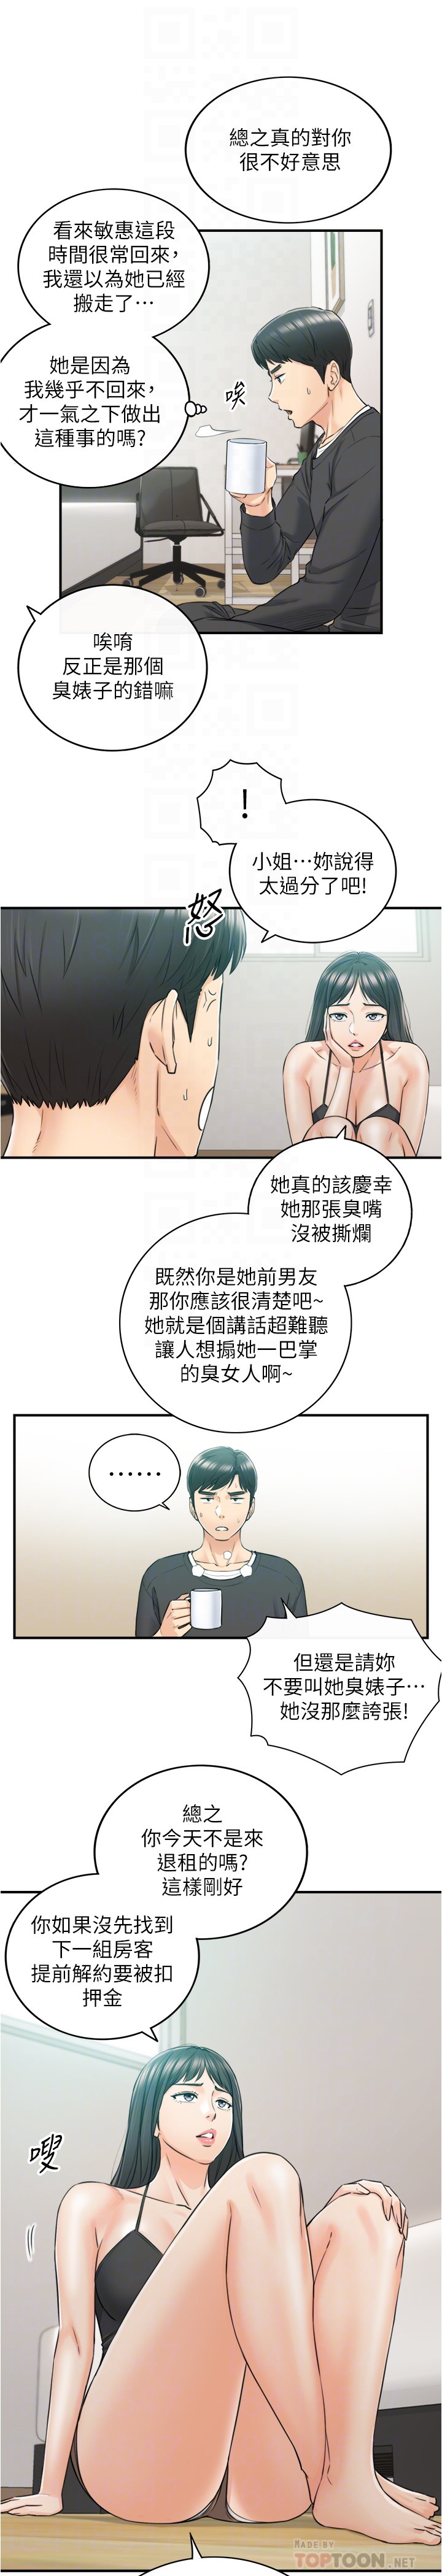 總之真的對你
很不好意思
看來敏惠這段
時間很常回來,
我還以為她已經
搬走了⋯
她是因為
我幾乎不回來,
才一氣之下做出
這種事的嗎?
唉
唉唷
反正是那個
臭婊子的錯嘛
!
小姐⋯妳說得
太過分了吧!
怒
她真的該慶幸
她那張臭嘴
沒被撕爛
既然你是她前男友
那你應該很清楚吧~
她就是個講話超難聽
讓人想搧她一巴掌
的臭女人啊~
⋯⋯
但還是請妳
不要叫她臭婊子⋯
她沒那麼誇張!
總之
你今天不是來
退租的嗎?
這樣剛好
你如果沒先找到
下一組房客
提前解約要被扣
押金
嗖
MADE BY
TOPTOON.NET